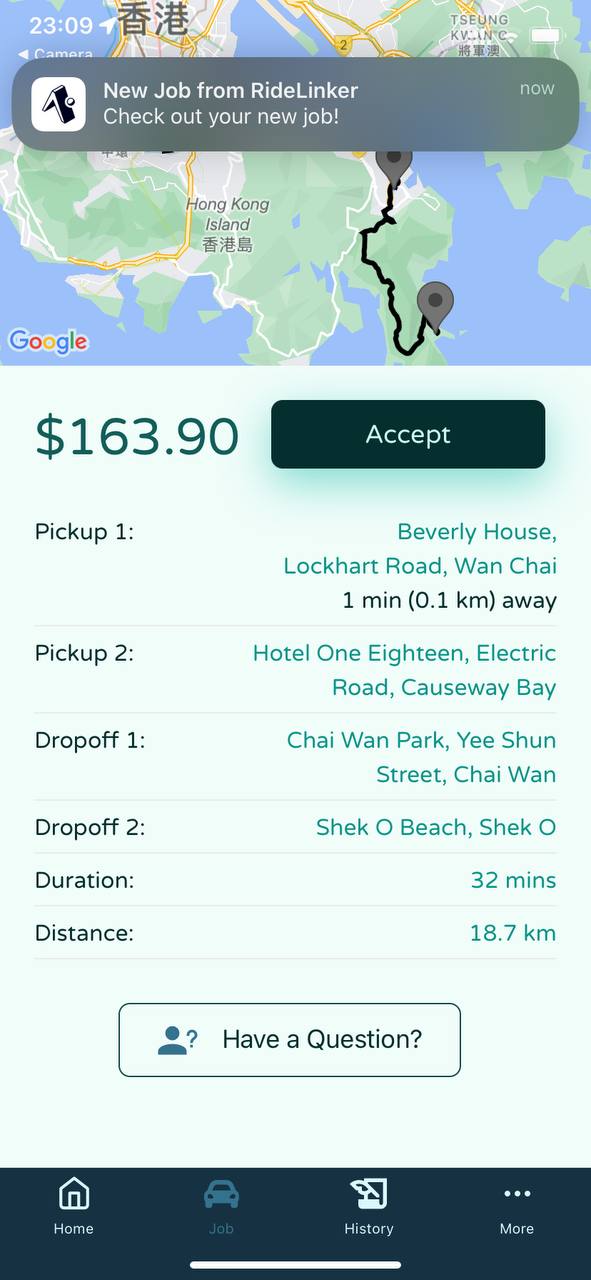 23:09
香港
TSEUNG
將軍澳
◀ Camera
2
New Job from RideLinker
now
Check out your new job!
Hong Kong
Island
香港島
Google
$163.90
Accept
Pickup 1:
Beverly House,
Lockhart Road, Wan Chai
1 min (0.1 km) away
Pickup 2:
Hotel One Eighteen, Electric
Road, Causeway Bay
Dropoff 1:
Chai Wan Park, Yee Shun
Street, Chai Wan
Dropoff 2:
Shek O Beach, Shek O
Duration:
32 mins
Distance:
18.7 km
Have a Question?
Home
Job
History
More